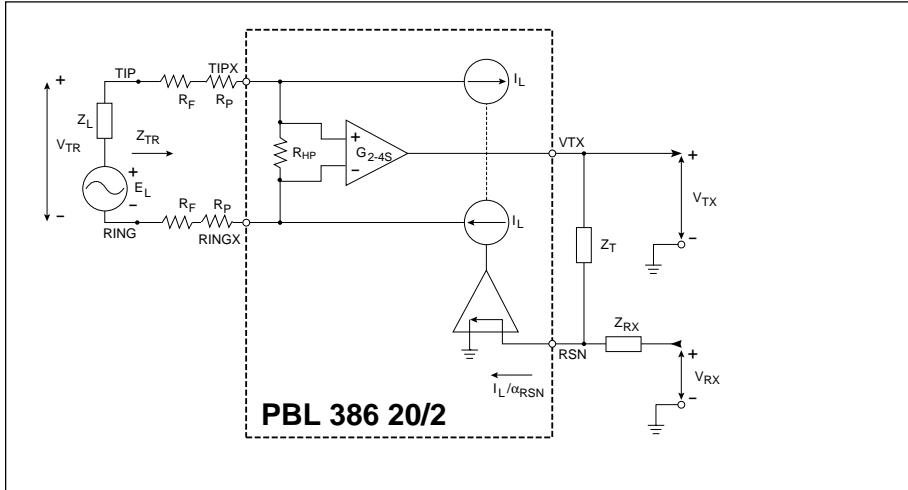 TIP
TIPX
R_F
R_P
I_L
+
Z_L
V_TR
Z_TR
R_HP
+
−
G_2-4S
VTX
+
+
E_L
−
−
R_F
R_P
I_L
Z_T
V_TX
−
RING
RINGX
RSN
Z_RX
+
V_RX
−
I_L/α_RSN
PBL 386 20/2